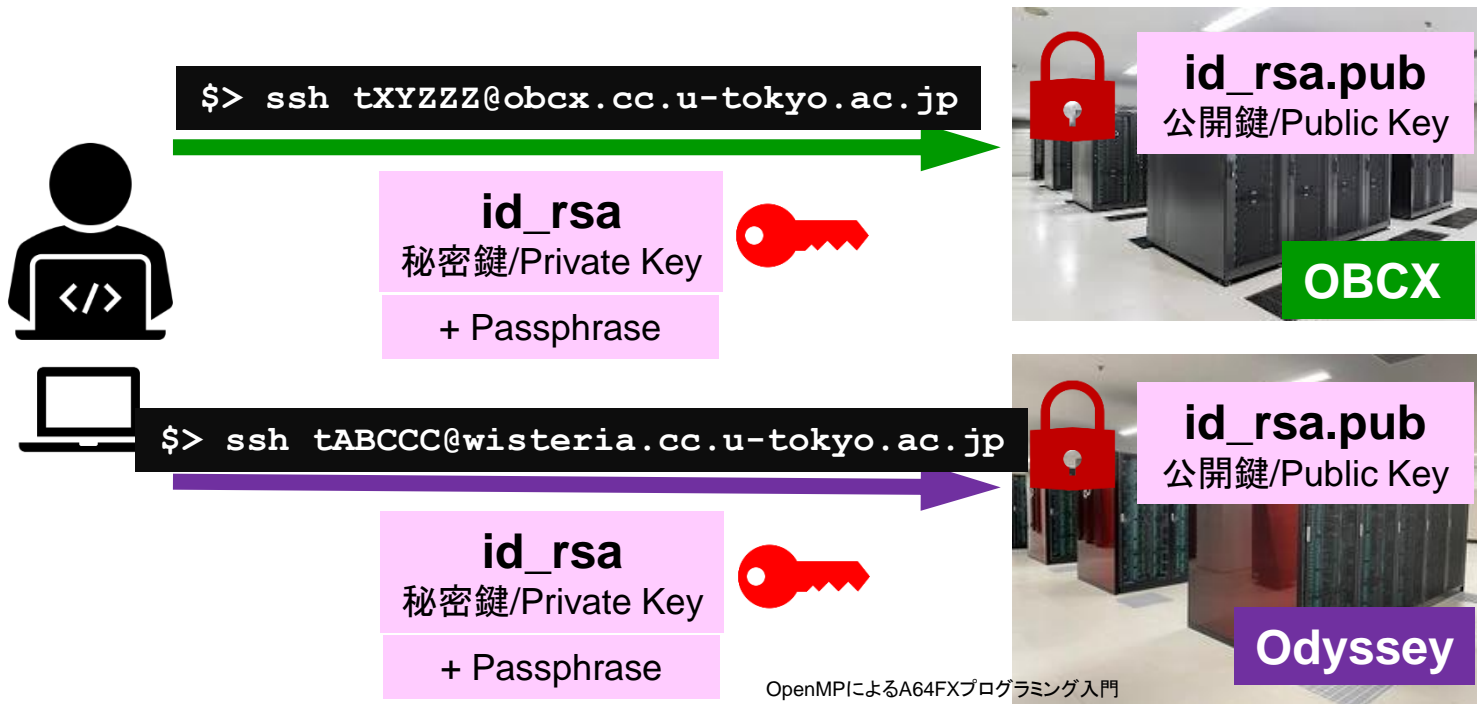 $> ssh tXYZZZ@obcx.cc.u-tokyo.ac.jp
id_rsa.pub
公開鍵/Public Key
id_rsa
秘密鍵/Private Key
+ Passphrase
</>
OBCX
$> ssh tABCCC@wisteria.cc.u-tokyo.ac.jp
id_rsa.pub
公開鍵/Public Key
id_rsa
秘密鍵/Private Key
+ Passphrase
Odyssey
OpenMPによるA64FXプログラミング入門